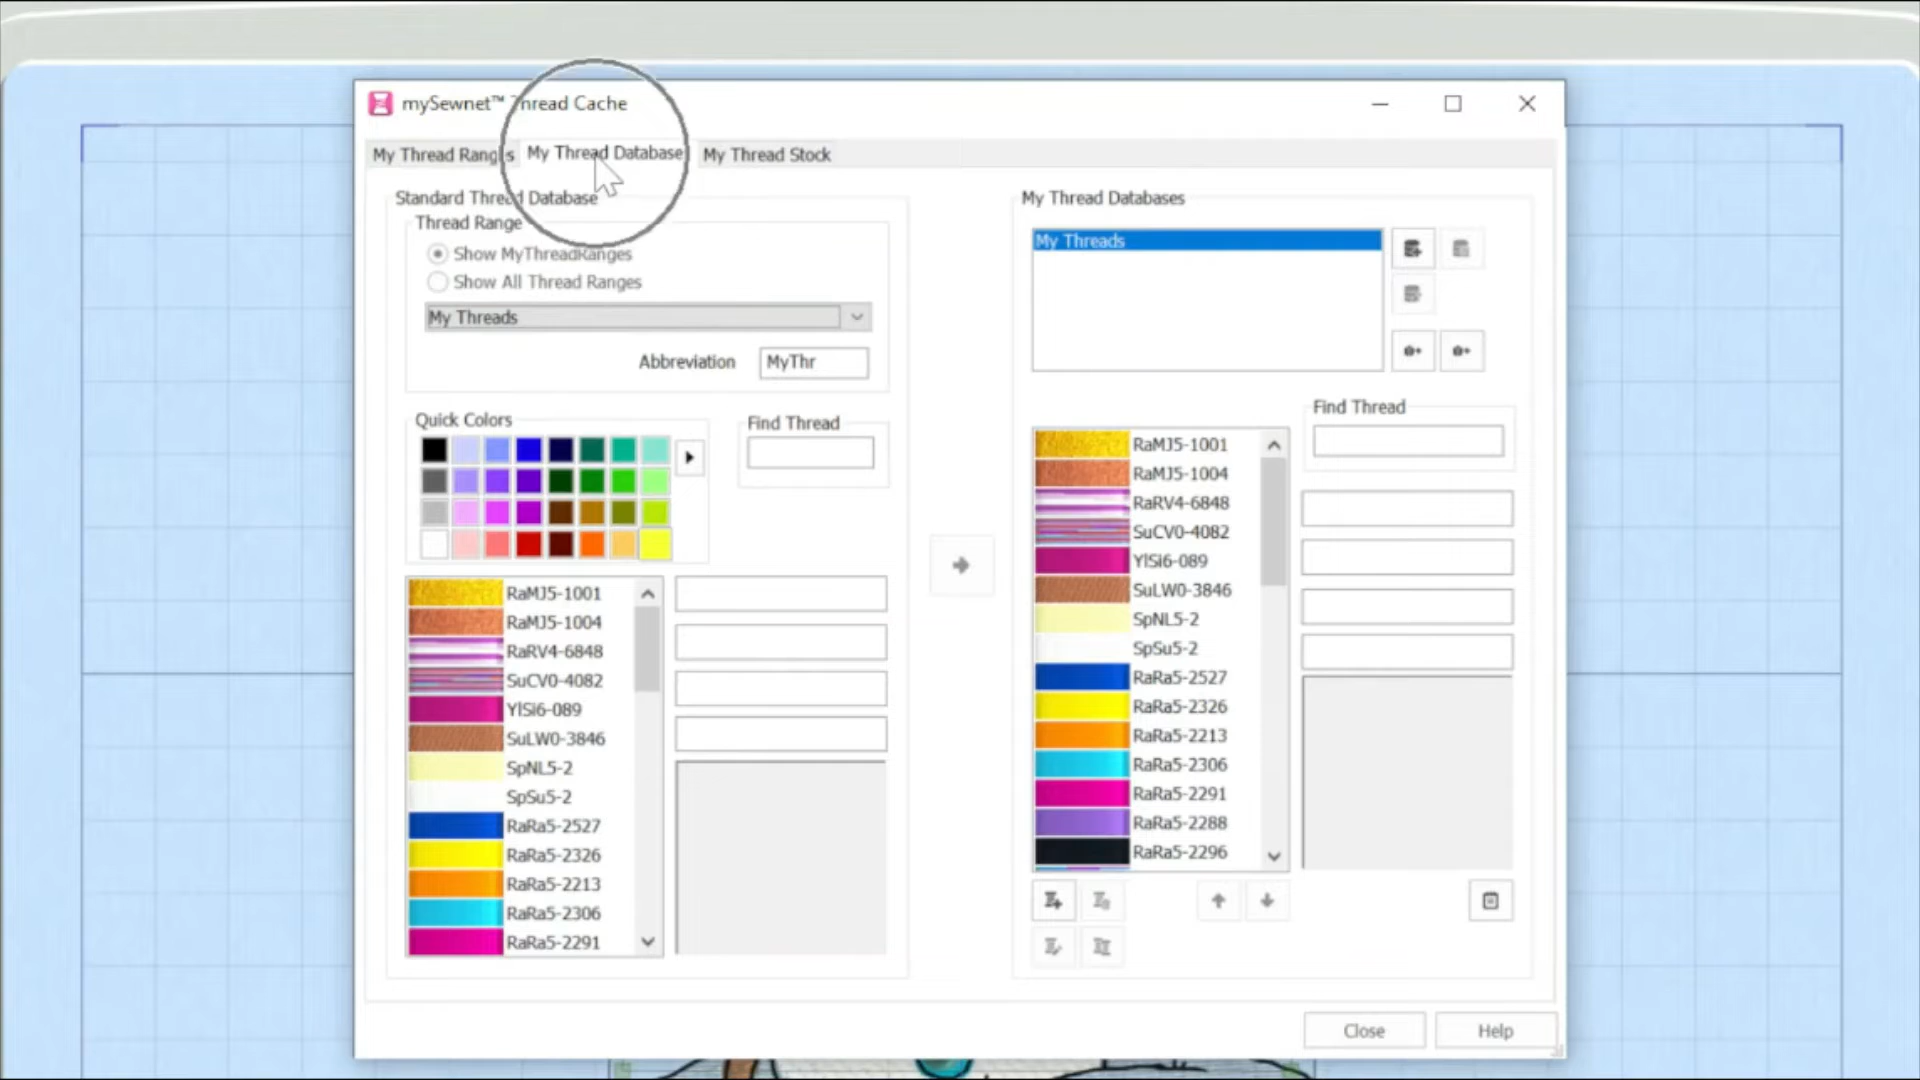 mySewnet™ Thread Cache
My Thread Ranges
My Thread Database
My Thread Stock
Standard Thread Database
Thread Range
Show MyThreadRanges
Show All Thread Ranges
My Threads
Abbreviation
MyThr
Quick Colors
Find Thread
RaMJ5-1001
RaMJ5-1004
RaRV4-6848
SuCV0-4082
YlSi6-089
SuLW0-3846
SpNL5-2
SpSu5-2
RaRa5-2527
RaRa5-2326
RaRa5-2213
RaRa5-2306
RaRa5-2291
My Thread Databases
My Threads
Find Thread
RaMJ5-1001
RaMJ5-1004
RaRV4-6848
SuCV0-4082
YlSi6-089
SuLW0-3846
SpNL5-2
SpSu5-2
RaRa5-2527
RaRa5-2326
RaRa5-2213
RaRa5-2306
RaRa5-2291
RaRa5-2288
RaRa5-2296
Close
Help